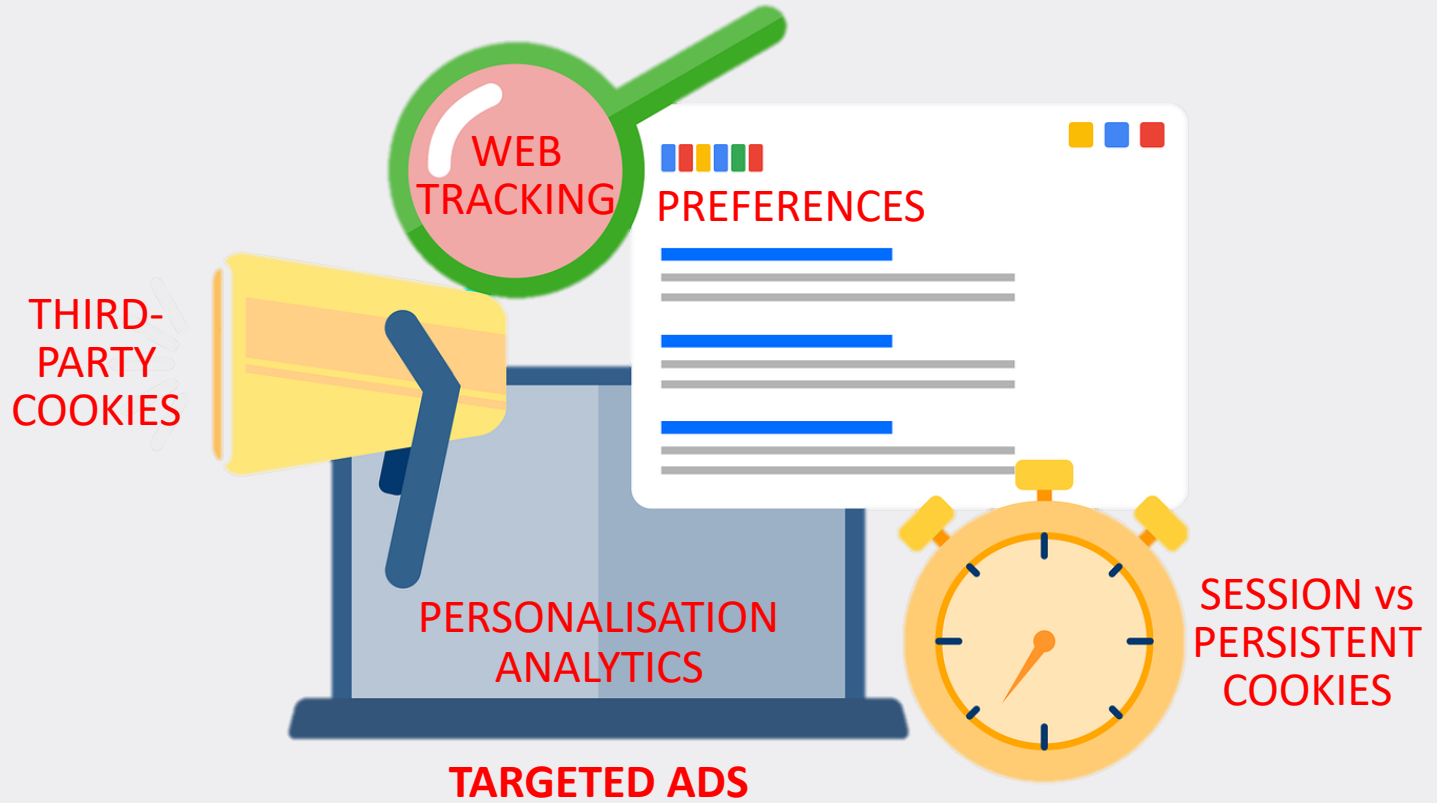 WEB
TRACKING
PREFERENCES
THIRD-
PARTY
COOKIES
PERSONALISATION
ANALYTICS
SESSION vs
PERSISTENT
COOKIES
TARGETED ADS